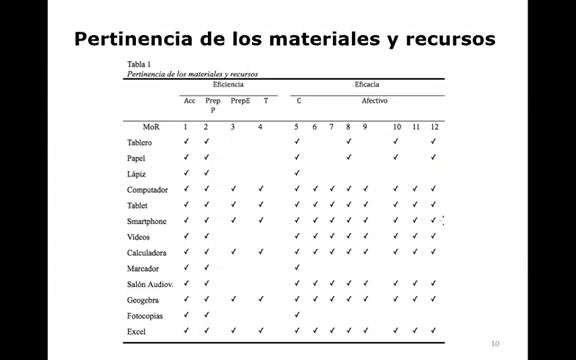 Pertinencia de los materiales y recursos
Tabla 1
Pertinencia de los materiales y recursos
Eficiencia Eficacia
Acc Prep P PrepE T C Afectivo
MoR 1 2 3 4 5 6 7 8 9 10 11 12
Tablero ✓ ✓ ✓ ✓ ✓ ✓
Papel ✓ ✓ ✓ ✓ ✓ ✓
Lápiz ✓ ✓ ✓
Computador ✓ ✓ ✓ ✓ ✓ ✓ ✓ ✓ ✓ ✓ ✓ ✓
Tablet ✓ ✓ ✓ ✓ ✓ ✓ ✓ ✓ ✓ ✓ ✓ ✓
Smartphone ✓ ✓ ✓ ✓ ✓ ✓ ✓ ✓ ✓ ✓ ✓ ✓
Videos ✓ ✓ ✓ ✓ ✓ ✓ ✓ ✓ ✓ ✓
Calculadora ✓ ✓ ✓ ✓ ✓ ✓ ✓ ✓ ✓ ✓ ✓ ✓
Marcador ✓ ✓ ✓
Salón Audiov. ✓ ✓ ✓ ✓ ✓ ✓ ✓ ✓ ✓ ✓
Geogebra ✓ ✓ ✓ ✓ ✓ ✓ ✓ ✓ ✓ ✓ ✓ ✓
Fotocopias ✓ ✓ ✓
Excel ✓ ✓ ✓ ✓ ✓ ✓ ✓ ✓ ✓ ✓ ✓ ✓
10